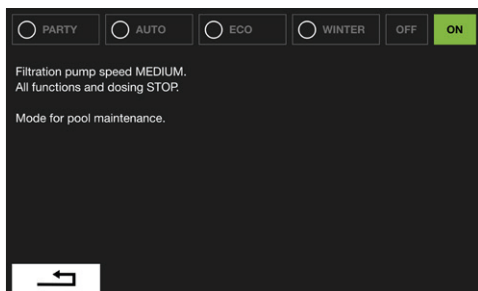 PARTY AUTO ECO WINTER OFF ON
Filtration pump speed MEDIUM.
All functions and dosing STOP.
Mode for pool maintenance.